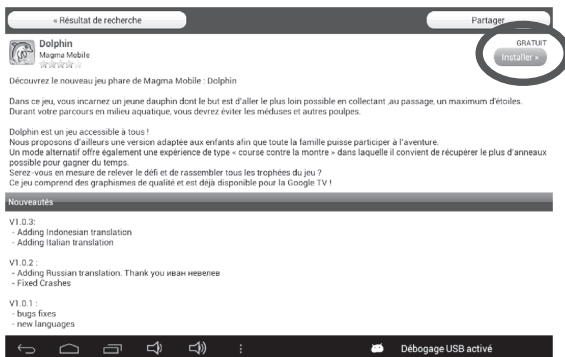 « Résultat de recherche
Partager
Dolphin
Magma Mobile
GRATUIT
Installer »
Découvrez le nouveau jeu phare de Magma Mobile : Dolphin
Dans ce jeu, vous incarnez un jeune dauphin dont le but est d'aller le plus loin possible en collectant ,au passage, un maximum d'étoiles.
Durant votre parcours en milieu aquatique, vous devrez éviter les méduses et autres poulpes.
Dolphin est un jeu accessible à tous !
Nous proposons d'ailleurs une version adaptée aux enfants afin que toute la famille puisse participer à l'aventure.
Un mode alternatif offre également une expérience de type « course contre la montre » dans laquelle il convient de récupérer le plus d'anneaux
possible pour gagner du temps.
Serez-vous en mesure de relever le défi et de rassembler tous les trophées du jeu ?
Ce jeu comprend des graphismes de qualité et est déjà disponible pour la Google TV !
Nouveautés
V1.0.3:
- Adding Indonesian translation
- Adding Italian translation
V1.0.2 :
- Adding Russian translation. Thank you иван невелев
- Fixed Crashes
V1.0.1 :
- bugs fixes
- new languages
Débogage USB activé